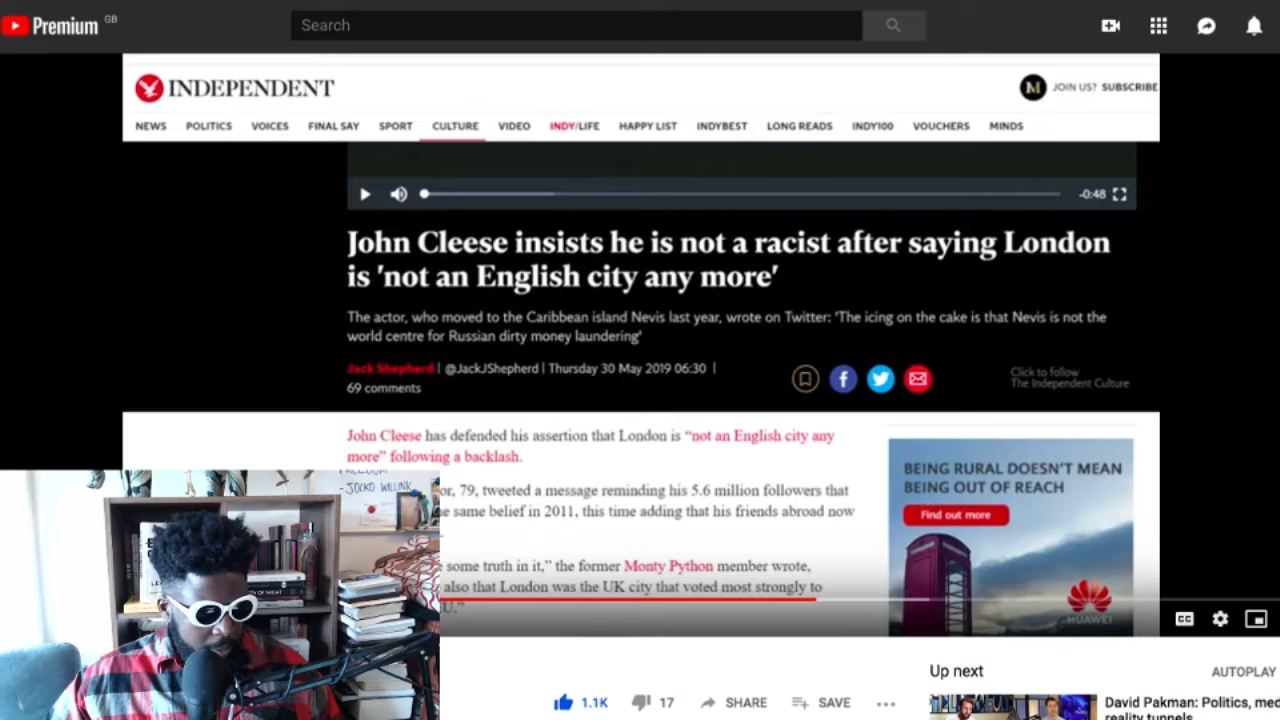 Premium GB
Search
INDEPENDENT
M JOIN US? SUBSCRIBE
NEWS POLITICS VOICES FINAL SAY SPORT CULTURE VIDEO INDY/LIFE HAPPY LIST INDYBEST LONG READS INDY100 VOUCHERS MINDS
-0:48
John Cleese insists he is not a racist after saying London
is 'not an English city any more'
The actor, who moved to the Caribbean island Nevis last year, wrote on Twitter: 'The icing on the cake is that Nevis is not the
world centre for Russian dirty money laundering'
Jack Shepherd | @JackJShepherd | Thursday 30 May 2019 06:30 |
69 comments
Click to follow
The Independent Culture
John Cleese has defended his assertion that London is “not an English city any
more” following a backlash.
or, 79, tweeted a message reminding his 5.6 million followers that
e same belief in 2011, this time adding that his friends abroad now
some truth in it,” the former Monty Python member wrote,
also that London was the UK city that voted most strongly to
U.”
BEING RURAL DOESN'T MEAN
BEING OUT OF REACH
Find out more
HUAWEI
FREEDOM
- JOCKO WILLINK
OF NIGHT
CC
1.1K 17 SHARE SAVE
Up next AUTOPLAY
David Pakman: Politics, med
reality tunnels